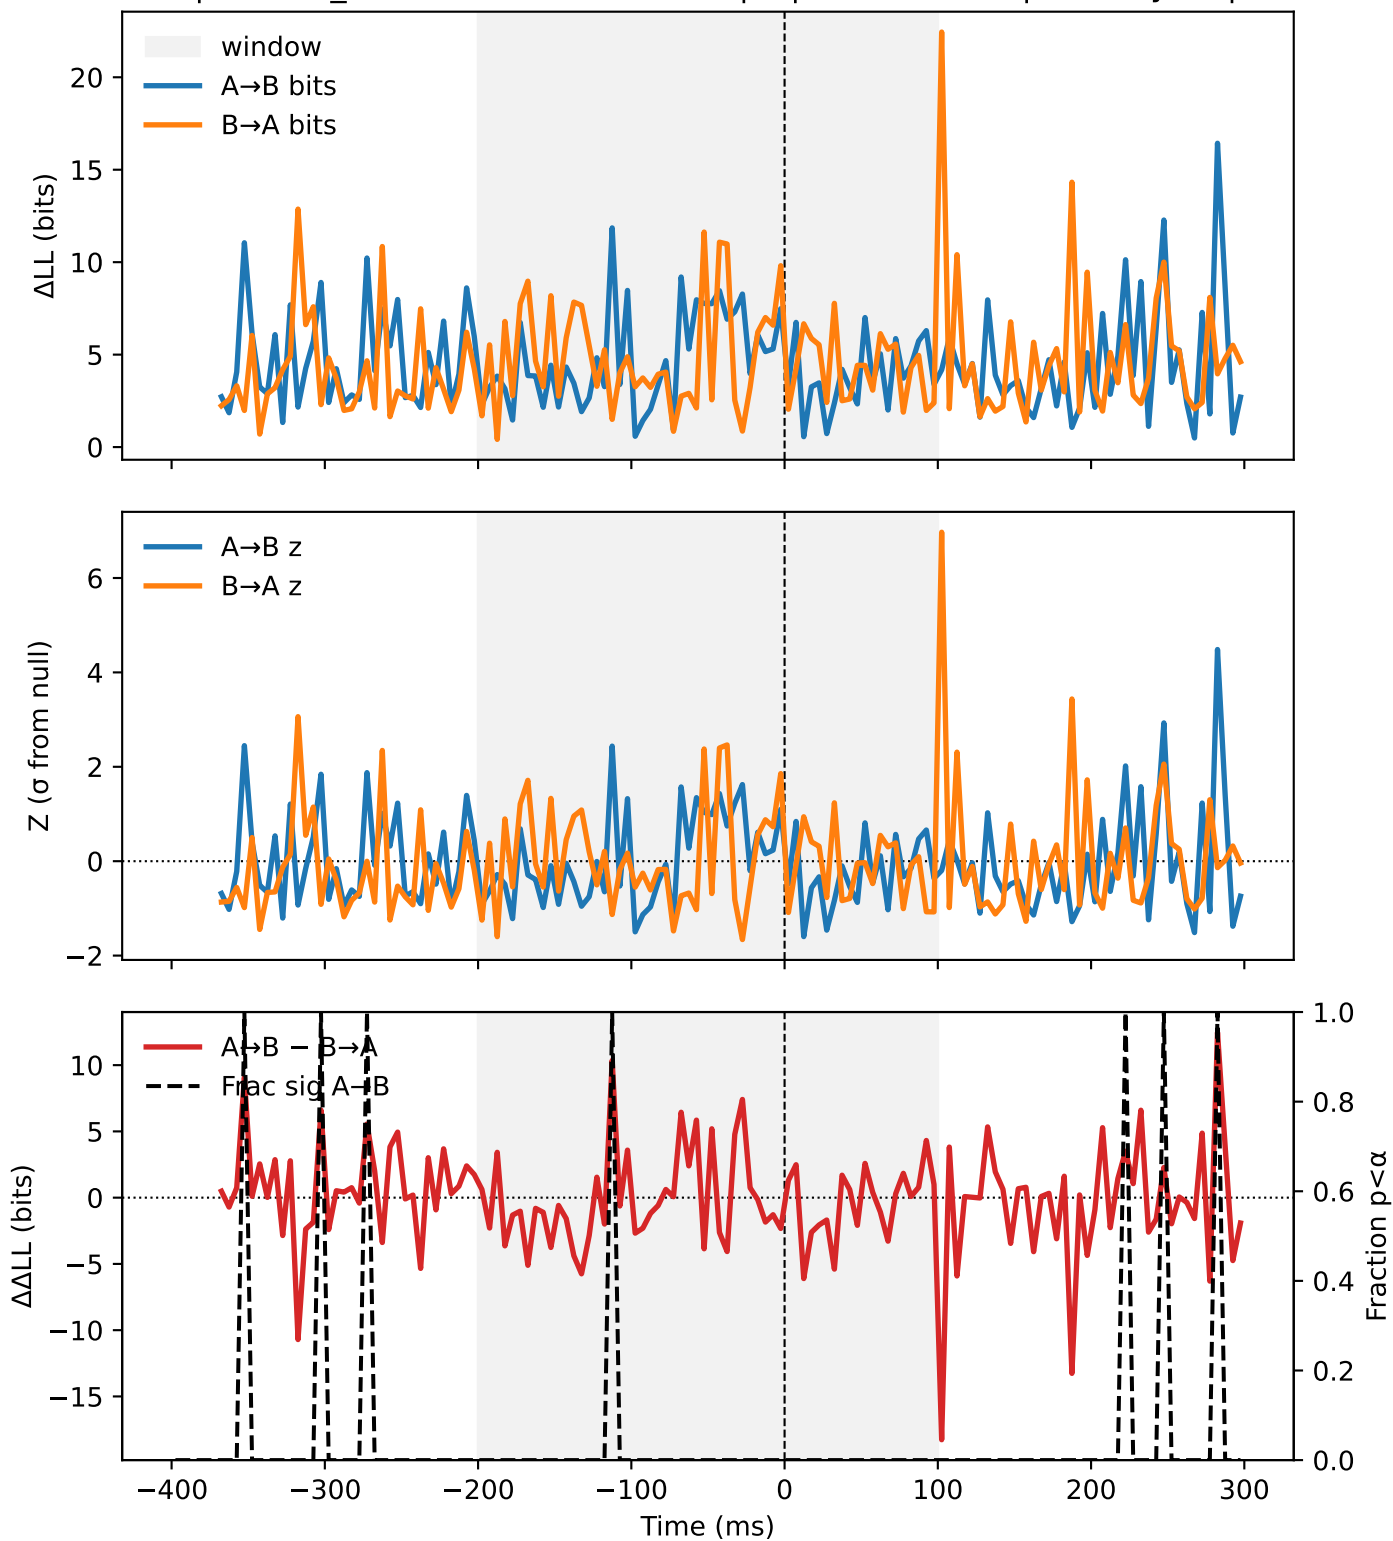 window
A→B bits
B→A bits
ΔLL (bits)
20
15
10
5
0
A→B z
B→A z
Z (σ from null)
6
4
2
0
−2
A→B − B→A
Frac sig A→B
ΔΔLL (bits)
10
5
0
−5
−10
−15
1.0
0.8
0.6
0.4
0.2
0.0
Fraction p<α
−400 −300 −200 −100 0 100 200 300
Time (ms)